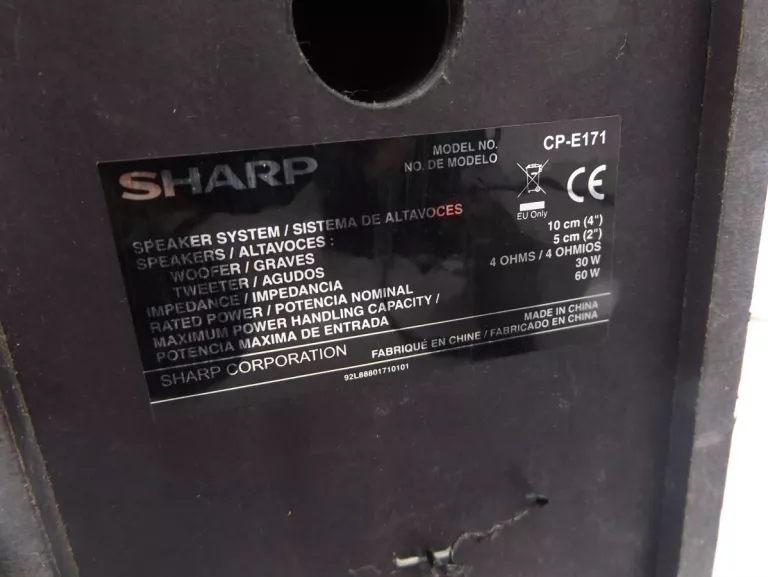 SHARP
MODEL NO. CP-E171
NO. DE MODELO
EU Only
CE
SPEAKER SYSTEM / SISTEMA DE ALTAVOCES
SPEAKERS / ALTAVOCES :
WOOFER / GRAVES 10 cm (4")
TWEETER / AGUDOS 5 cm (2")
IMPEDANCE / IMPEDANCIA 4 OHMS / 4 OHMIOS
RATED POWER / POTENCIA NOMINAL 30 W
MAXIMUM POWER HANDLING CAPACITY / 60 W
POTENCIA MAXIMA DE ENTRADA
MADE IN CHINA
SHARP CORPORATION FABRIQUÉ EN CHINE / FABRICADO EN CHINA
92L88801710101